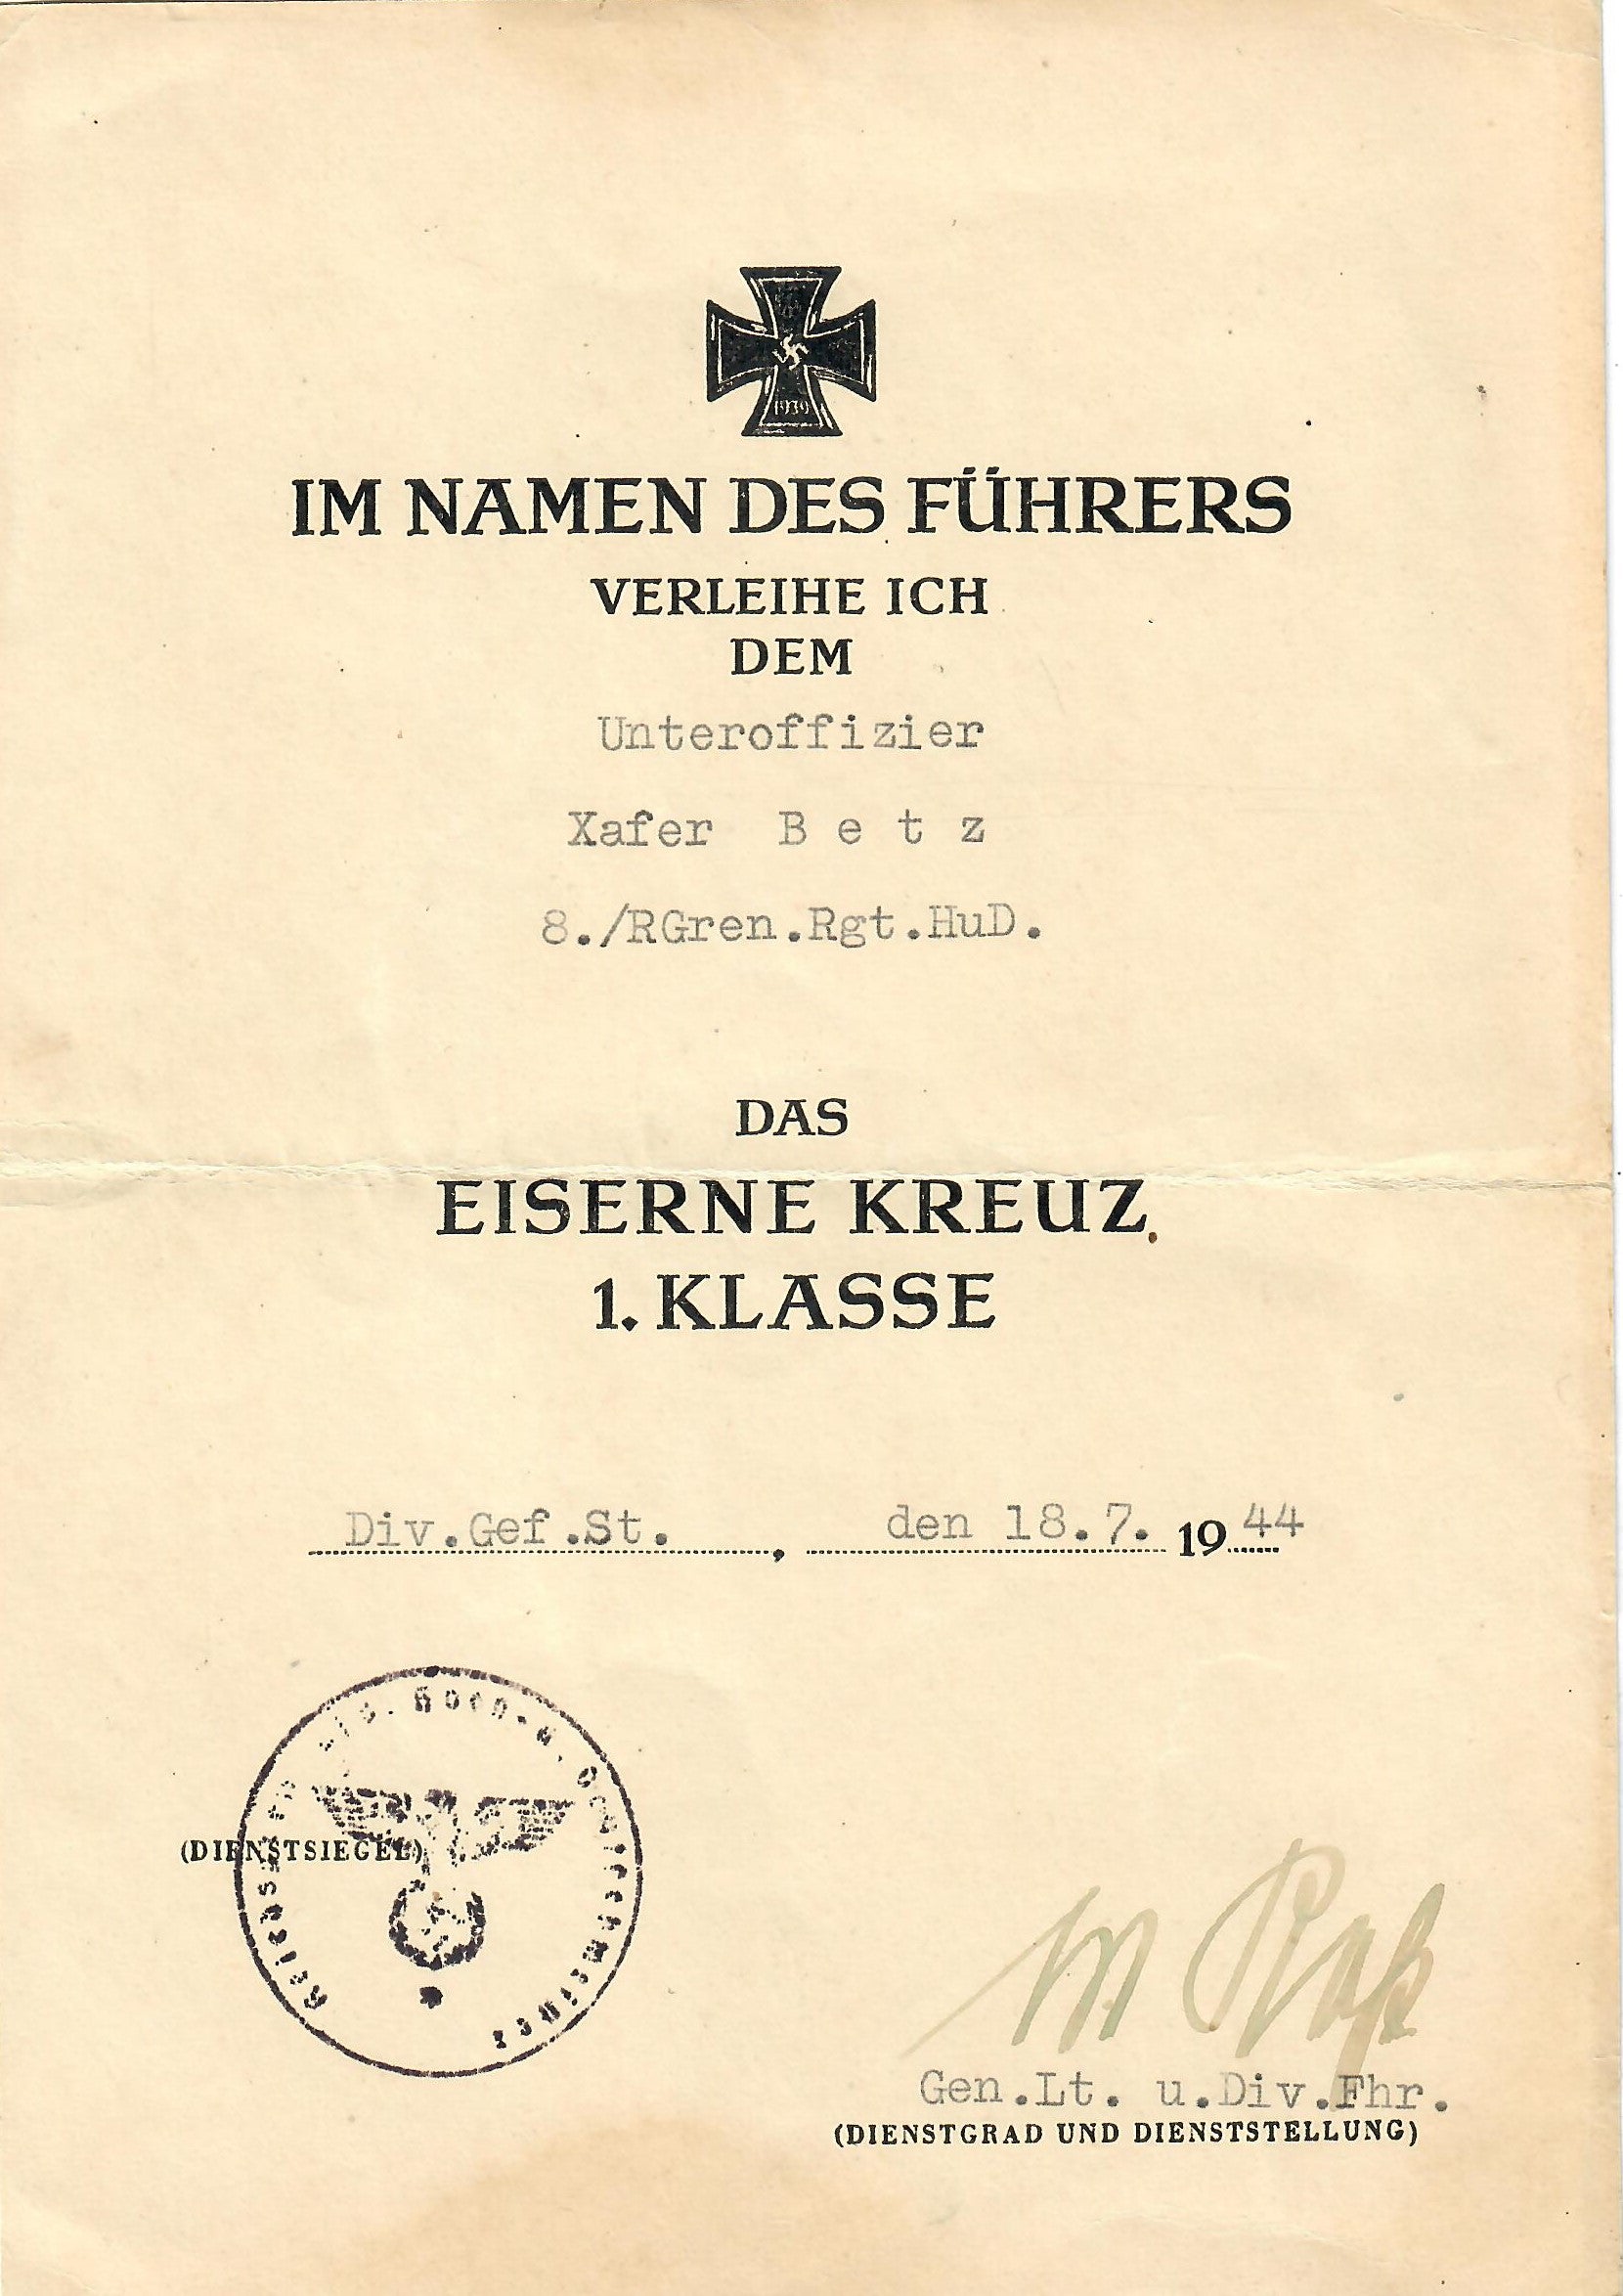 1939
IM NAMEN DES FÜHRERS
VERLEIHE ICH
DEM
Unteroffizier
Xafer B e t z
8./RGren.Rgt.HuD.
DAS
EISERNE KREUZ
1. KLASSE
Div.Gef.St. , den 18.7. 1944
(DIENSTSIEGEL)
Gen.Lt. u.Div.Fhr.
(DIENSTGRAD UND DIENSTSTELLUNG)